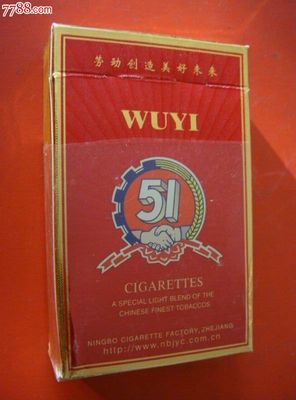 7788.com
劳动创造美好未来
WUYI
51
CIGARETTES
A SPECIAL LIGHT BLEND OF THE
CHINESE FINEST TOBACCOS
NINGBO CIGARETTE FACTORY,ZHEJIANG
http://www.nbjyc.com.cn